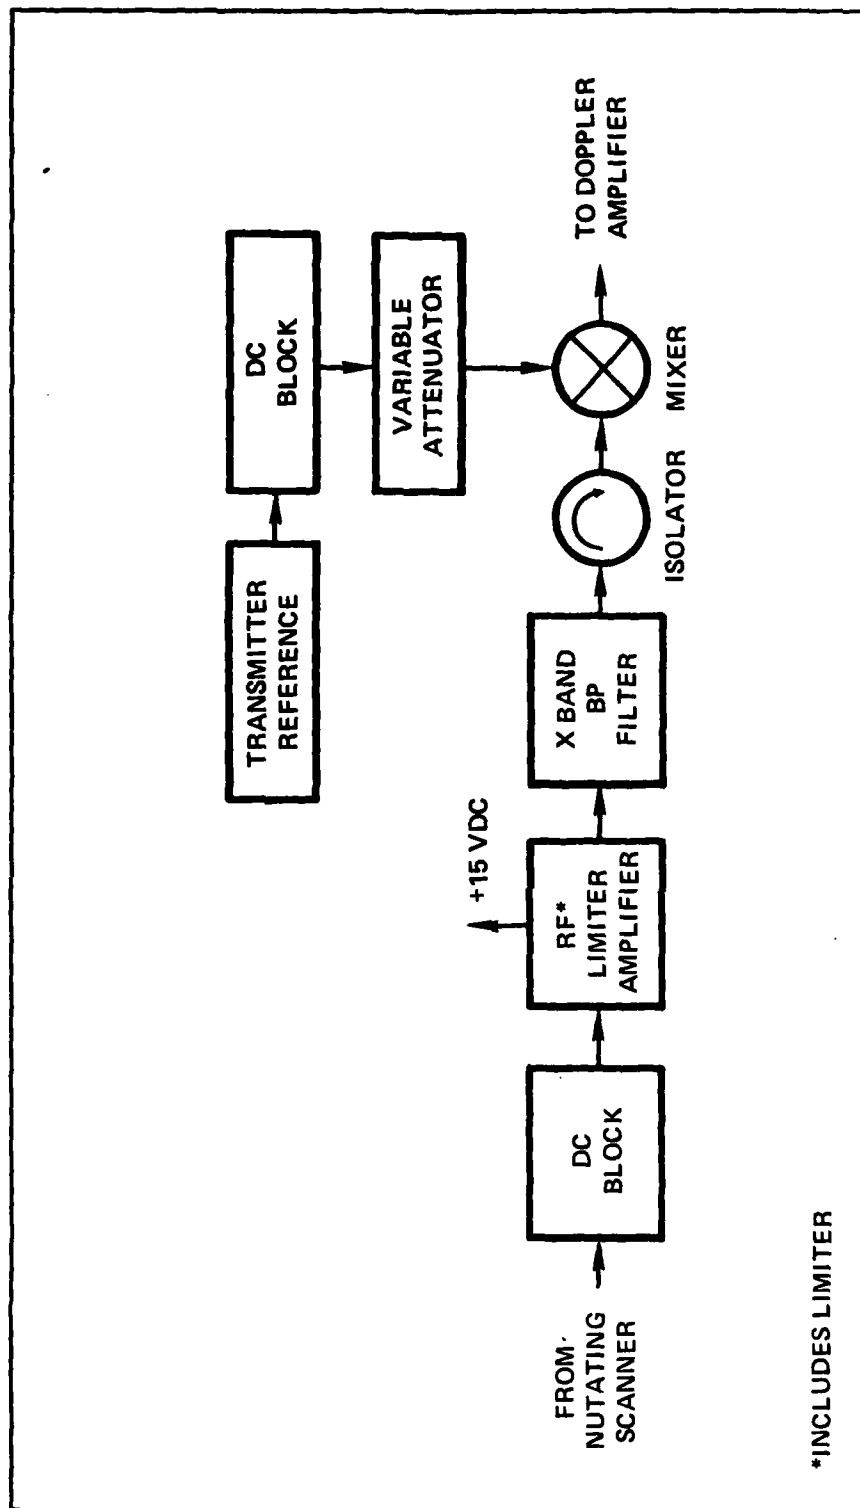 TRANSMITTER
REFERENCE
DC
BLOCK
VARIABLE
ATTENUATOR
+15 VDC
FROM
NUTATING
SCANNER
DC
BLOCK
RF*
LIMITER
AMPLIFIER
X BAND
BP
FILTER
ISOLATOR
MIXER
TO DOPPLER
AMPLIFIER
*INCLUDES LIMITER